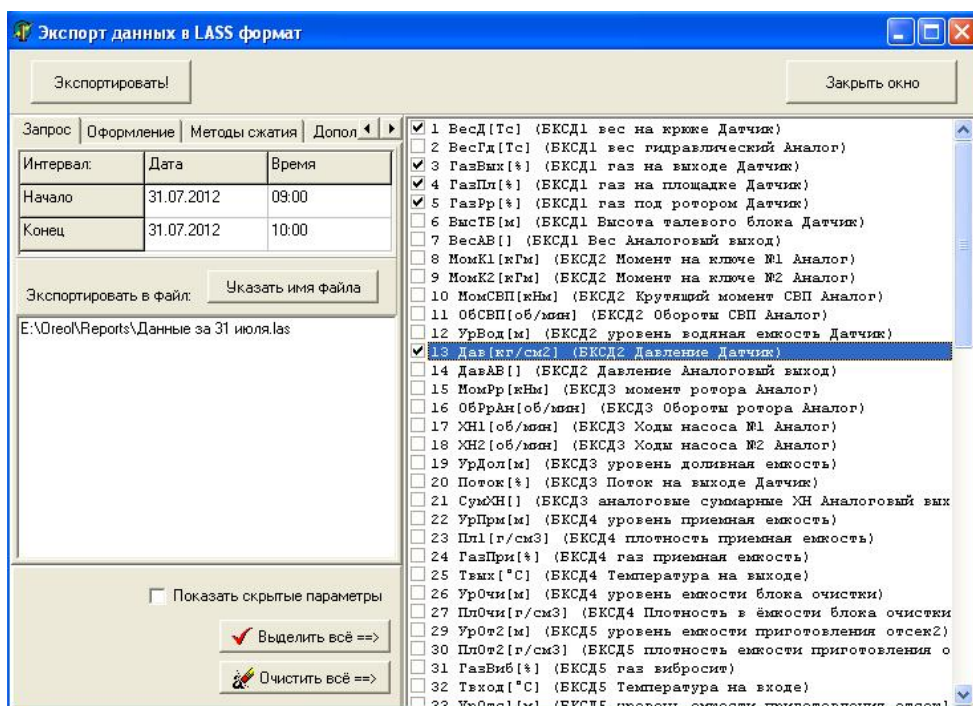 Экспорт данных в LASS формат
Экспортировать!
Закрыть окно
Запрос Оформление Методы сжатия Допол
Интервал: Дата Время
Начало 31.07.2012 09:00
Конец 31.07.2012 10:00
Экспортировать в файл: Указать имя файла
E:\Oreol\Reports\Данные за 31 июля.las
Показать скрытые параметры
Выделить всё ==>
Очистить всё ==>
1 ВесД[Тс] (БКСД1 вес на крюке Датчик)
2 ВесГд[Тс] (БКСД1 вес гидравлический Аналог)
3 ГазВых[%] (БКСД1 газ на выходе Датчик)
4 ГазПл[%] (БКСД1 газ на площадке Датчик)
5 ГазРр[%] (БКСД1 газ под ротором Датчик)
6 ВысТБ[м] (БКСД1 Высота талевого блока Датчик)
7 ВесАВ[] (БКСД1 Вес Аналоговый выход)
8 МомК1[кГм] (БКСД2 Момент на ключе №1 Аналог)
9 МомК2[кГм] (БКСД2 Момент на ключе №2 Аналог)
10 МомСВП[кНм] (БКСД2 Крутящий момент СВП Аналог)
11 ОбСВП[об/мин] (БКСД2 Обороты СВП Аналог)
12 УрВод[м] (БКСД2 уровень водяная емкость Датчик)
13 Дав[кг/см2] (БКСД2 Давление Датчик)
14 ДавАВ[] (БКСД2 Давление Аналоговый выход)
15 МомРр[кНм] (БКСД3 момент ротора Аналог)
16 ОбРрАн[об/мин] (БКСД3 Обороты ротора Аналог)
17 ХН1[об/мин] (БКСД3 Ходы насоса №1 Аналог)
18 ХН2[об/мин] (БКСД3 Ходы насоса №2 Аналог)
19 УрДол[м] (БКСД3 уровень доливная емкость)
20 Поток[%] (БКСД3 Поток на выходе Датчик)
21 СумХН[] (БКСД3 аналоговые суммарные ХН Аналоговый вых
22 УрПрм[м] (БКСД4 уровень приемная емкость)
23 Пл1[г/см3] (БКСД4 плотность приемная емкость)
24 ГазПри[%] (БКСД4 газ приемная емкость)
25 Твых[°С] (БКСД4 Температура на выходе)
26 УрОчи[м] (БКСД4 уровень емкости блока очистки)
27 ПлОчи[г/см3] (БКСД4 Плотность в ёмкости блока очистки
29 УрОт2[м] (БКСД5 уровень емкости приготовления отсек2)
30 ПлОт2[г/см3] (БКСД5 плотность емкости приготовления о
31 ГазВиб[%] (БКСД5 газ вибросит)
32 Твход[°С] (БКСД5 Температура на входе)